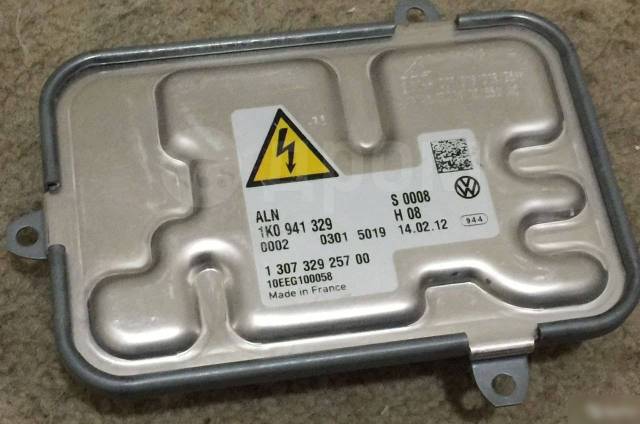 ALN
1K0 941 329
0002 0301 5019
S 0008
H 08
14.02.12
944
1 307 329 257 00
10EEG100058
Made in France